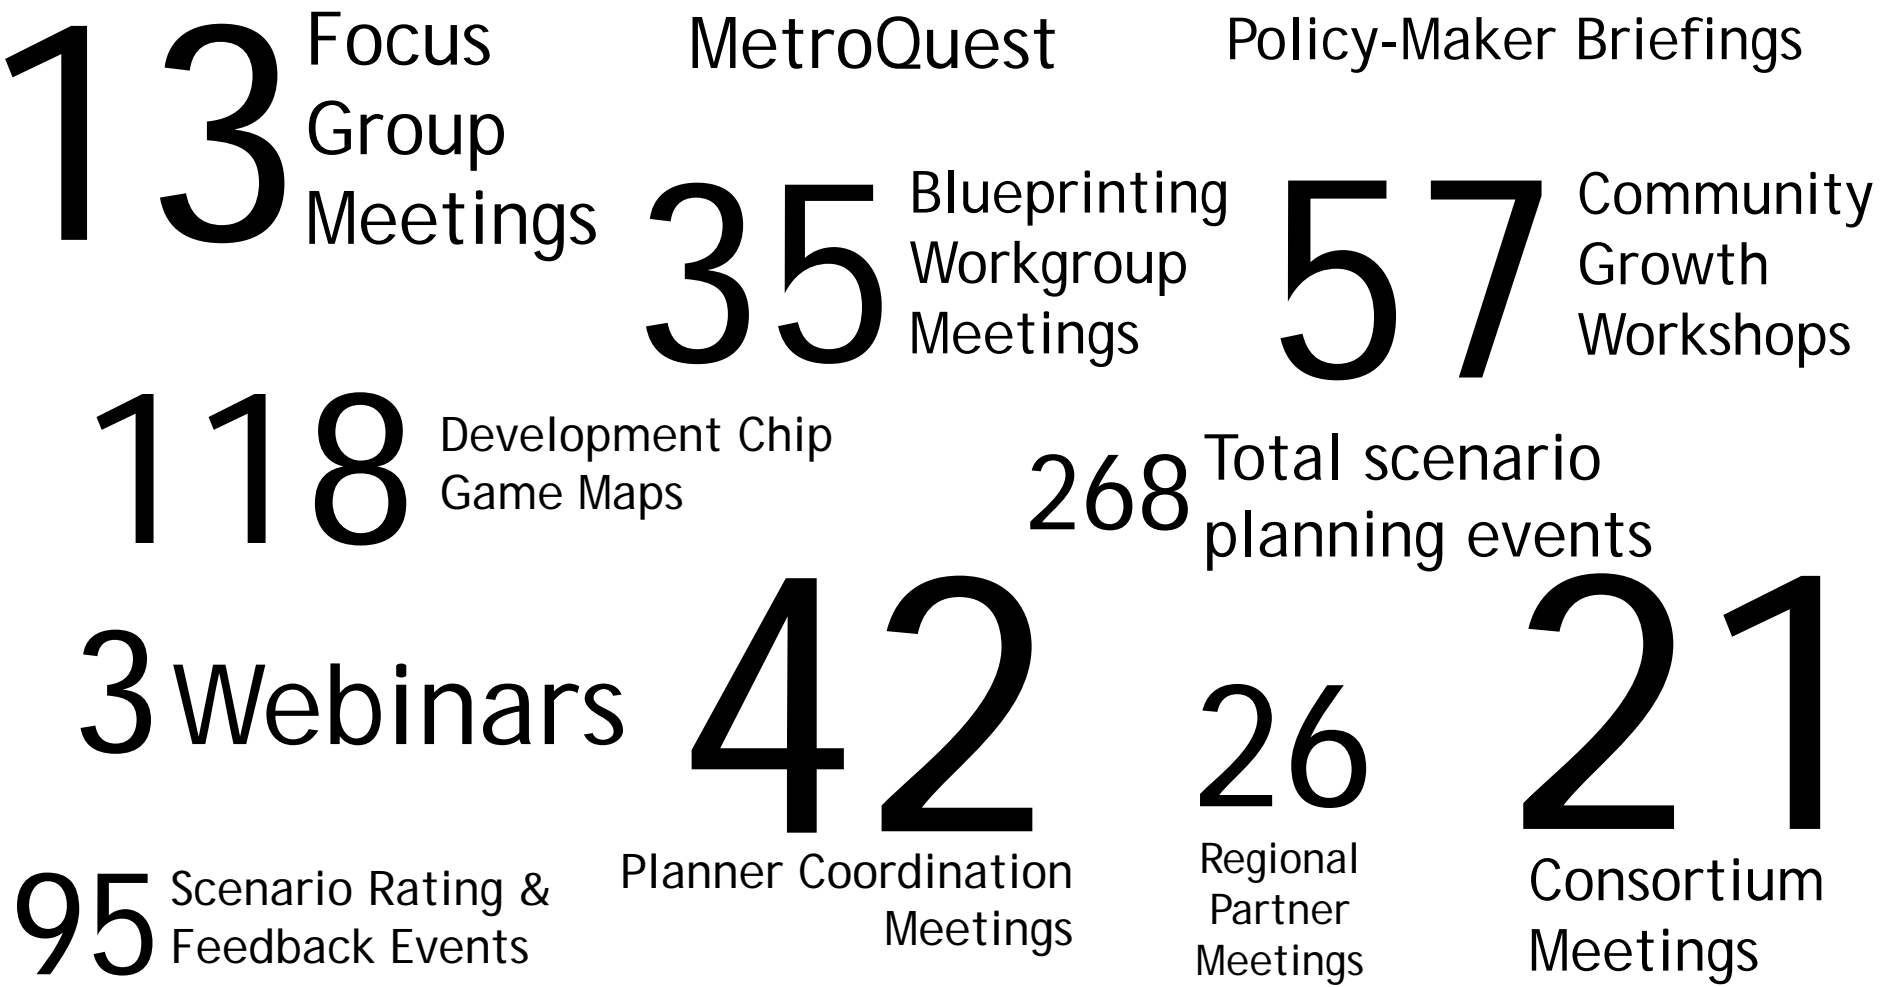 13 Focus
Group
Meetings
MetroQuest
Policy-Maker Briefings
35 Blueprinting
Workgroup
Meetings
57 Community
Growth
Workshops
118 Development Chip
Game Maps
268 Total scenario
planning events
3 Webinars
42
Planner Coordination
Meetings
26
Regional
Partner
Meetings
21
Consortium
Meetings
95 Scenario Rating &
Feedback Events